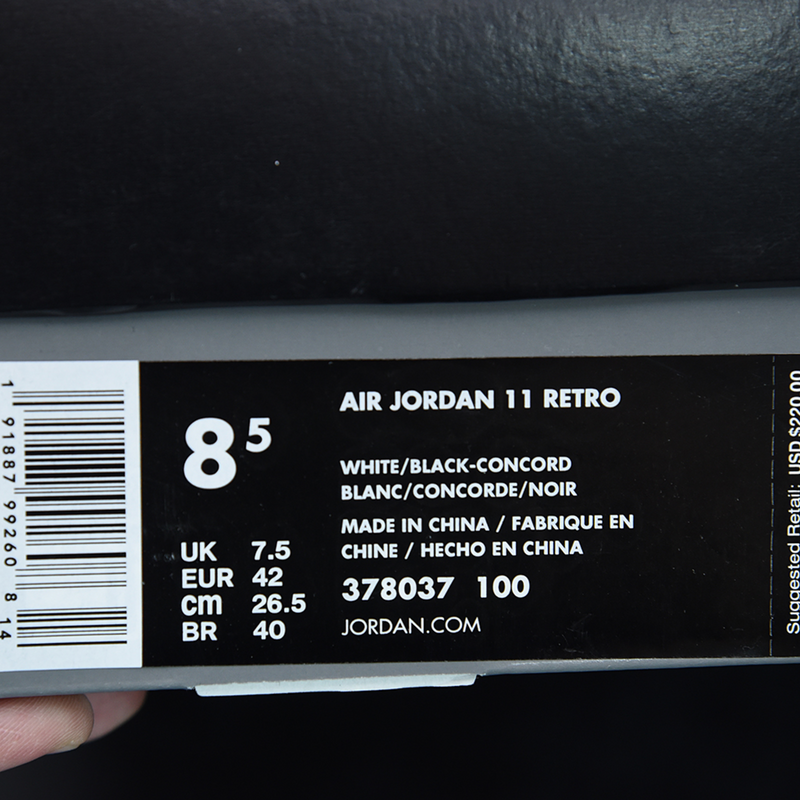 1 91887 99260 8 14
8 5
UK 7.5
EUR 42
cm 26.5
BR 40
AIR JORDAN 11 RETRO
WHITE/BLACK-CONCORD
BLANC/CONCORDE/NOIR
MADE IN CHINA / FABRIQUE EN
CHINE / HECHO EN CHINA
378037 100
JORDAN.COM
Suggested Retail: USD $220.00